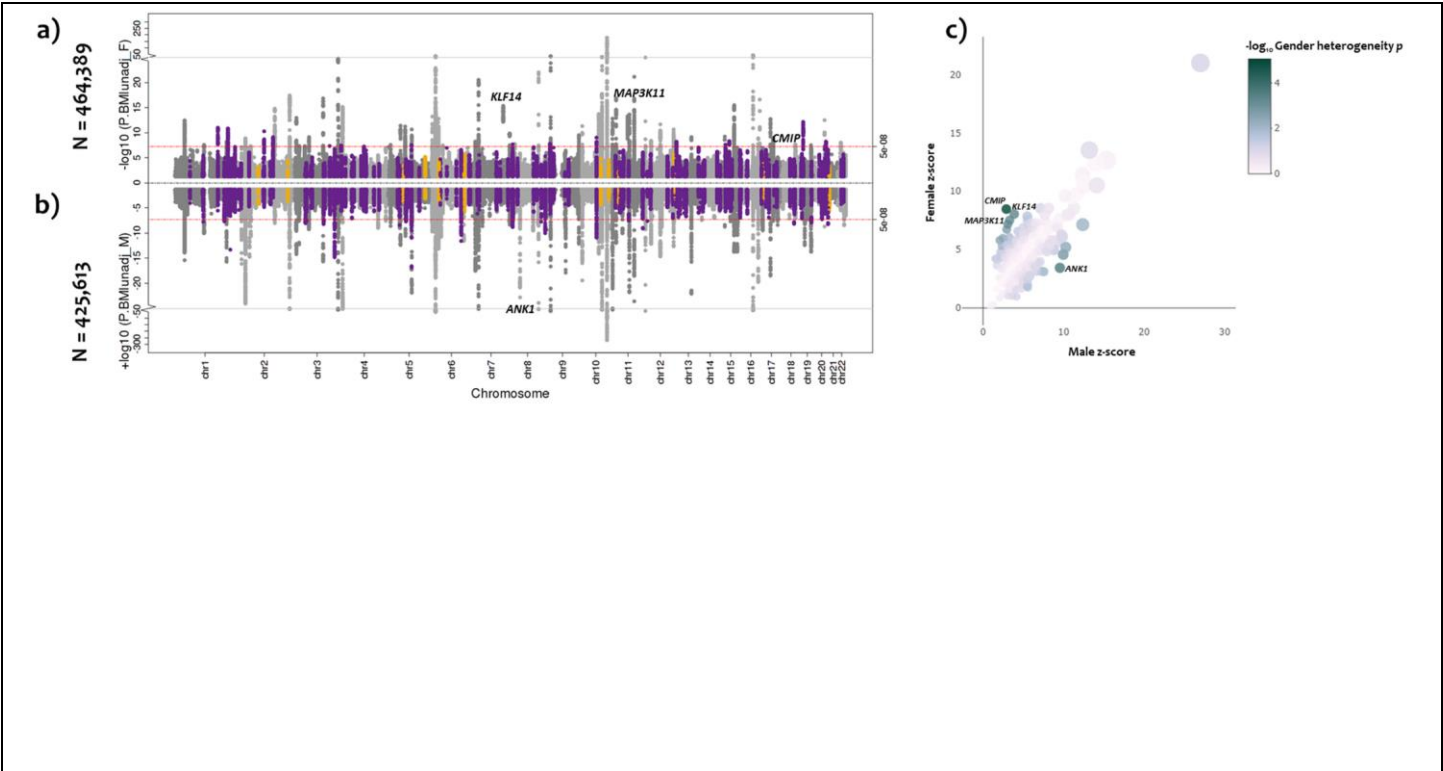 a)
N = 464,389
-log10 (P.BMIunadj_F)
250
50
20
15
10
5
0
KLF14
MAP3K11
CMIP
5e-08
b)
N = 425,613
+log10 (P.BMIunadj_M)
-5
-10
-15
-20
-50
-300
5e-08
ANK1
chr1
chr2
chr3
chr4
chr5
chr6
chr7
chr8
chr9
chr10
chr11
chr12
chr13
chr14
chr15
chr16
chr17
chr18
chr19
chr20
chr21
chr22
Chromosome
c)
-log₁₀ Gender heterogeneity p
4
2
0
Female z-score
20
15
10
5
0
CMIP
KLF14
MAP3K11
ANK1
0
10
20
30
Male z-score